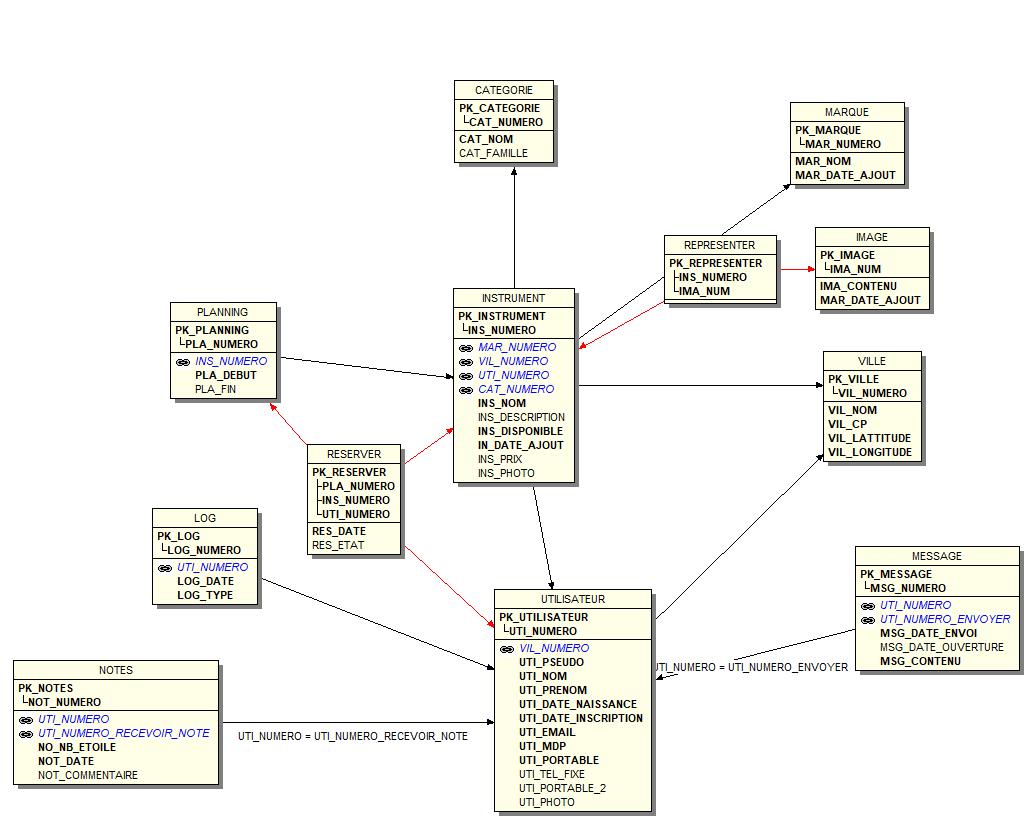 CATEGORIE
PK_CATEGORIE
CAT_NUMERO
CAT_NOM
CAT_FAMILLE
MARQUE
PK_MARQUE
MAR_NUMERO
MAR_NOM
MAR_DATE_AJOUT
REPRESENTER
PK_REPRESENTER
INS_NUMERO
IMA_NUM
IMAGE
PK_IMAGE
IMA_NUM
IMA_CONTENU
MAR_DATE_AJOUT
INSTRUMENT
PK_INSTRUMENT
INS_NUMERO
MAR_NUMERO
VIL_NUMERO
UTI_NUMERO
CAT_NUMERO
INS_NOM
INS_DESCRIPTION
INS_DISPONIBLE
IN_DATE_AJOUT
INS_PRIX
INS_PHOTO
PLANNING
PK_PLANNING
PLA_NUMERO
INS_NUMERO
PLA_DEBUT
PLA_FIN
VILLE
PK_VILLE
VIL_NUMERO
VIL_NOM
VIL_CP
VIL_LATTITUDE
VIL_LONGITUDE
RESERVER
PK_RESERVER
PLA_NUMERO
INS_NUMERO
UTI_NUMERO
RES_DATE
RES_ETAT
LOG
PK_LOG
LOG_NUMERO
UTI_NUMERO
LOG_DATE
LOG_TYPE
MESSAGE
PK_MESSAGE
MSG_NUMERO
UTI_NUMERO
UTI_NUMERO_ENVOYER
MSG_DATE_ENVOI
MSG_DATE_OUVERTURE
MSG_CONTENU
UTI_NUMERO = UTI_NUMERO_ENVOYER
UTILISATEUR
PK_UTILISATEUR
UTI_NUMERO
VIL_NUMERO
UTI_PSEUDO
UTI_NOM
UTI_PRENOM
UTI_DATE_NAISSANCE
UTI_DATE_INSCRIPTION
UTI_EMAIL
UTI_MDP
UTI_PORTABLE
UTI_TEL_FIXE
UTI_PORTABLE_2
UTI_PHOTO
NOTES
PK_NOTES
NOT_NUMERO
UTI_NUMERO
UTI_NUMERO_RECEVOIR_NOTE
NO_NB_ETOILE
NOT_DATE
NOT_COMMENTAIRE
UTI_NUMERO = UTI_NUMERO_RECEVOIR_NOTE